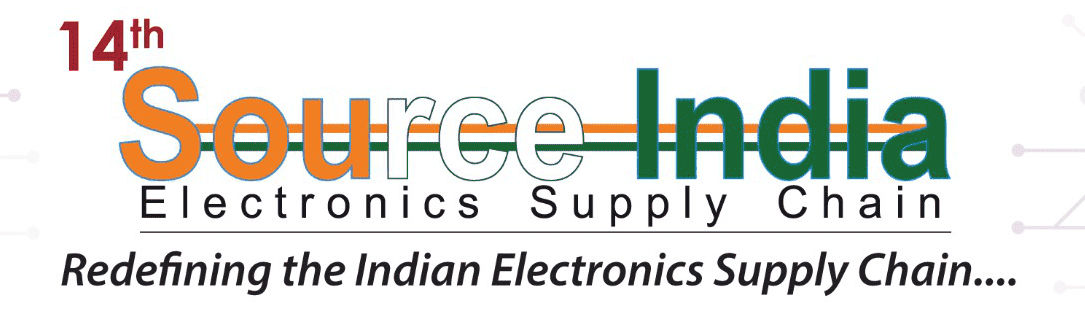 14th
Source India
Electronics Supply Chain
Redefining the Indian Electronics Supply Chain....